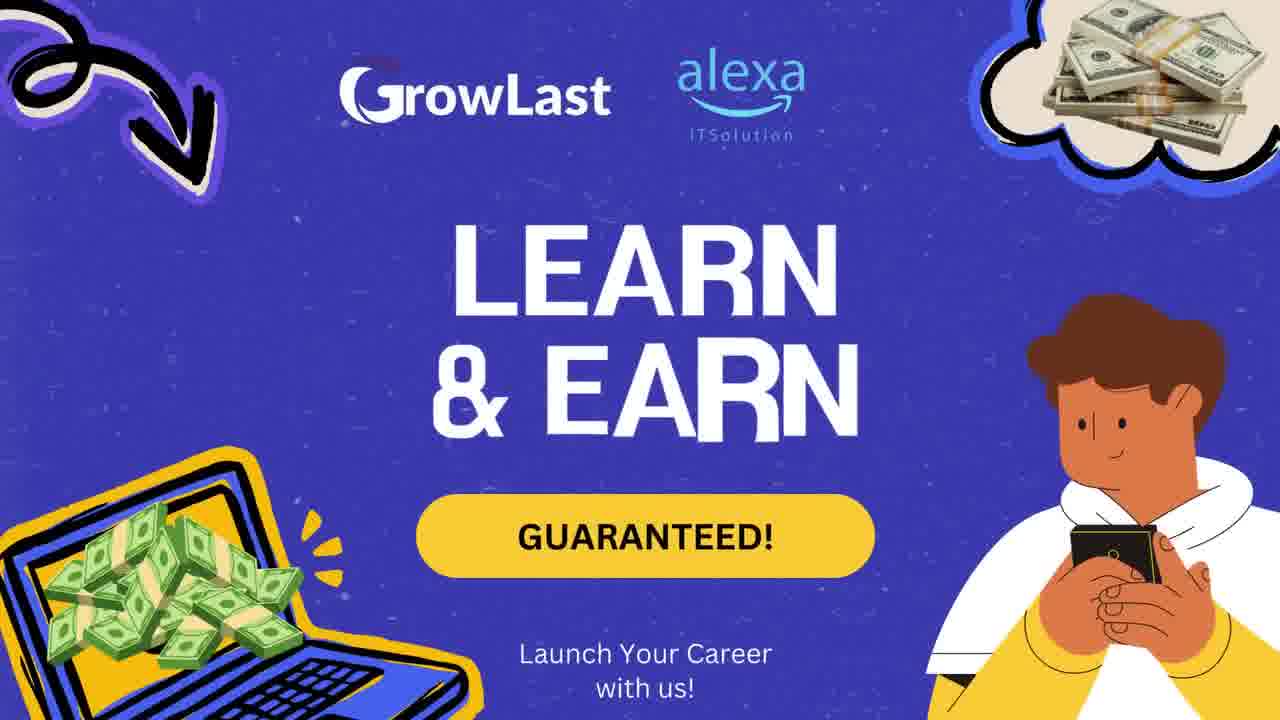 GrowLast
alexa
ITSolution
LEARN
& EARN
GUARANTEED!
Launch Your Career
with us!